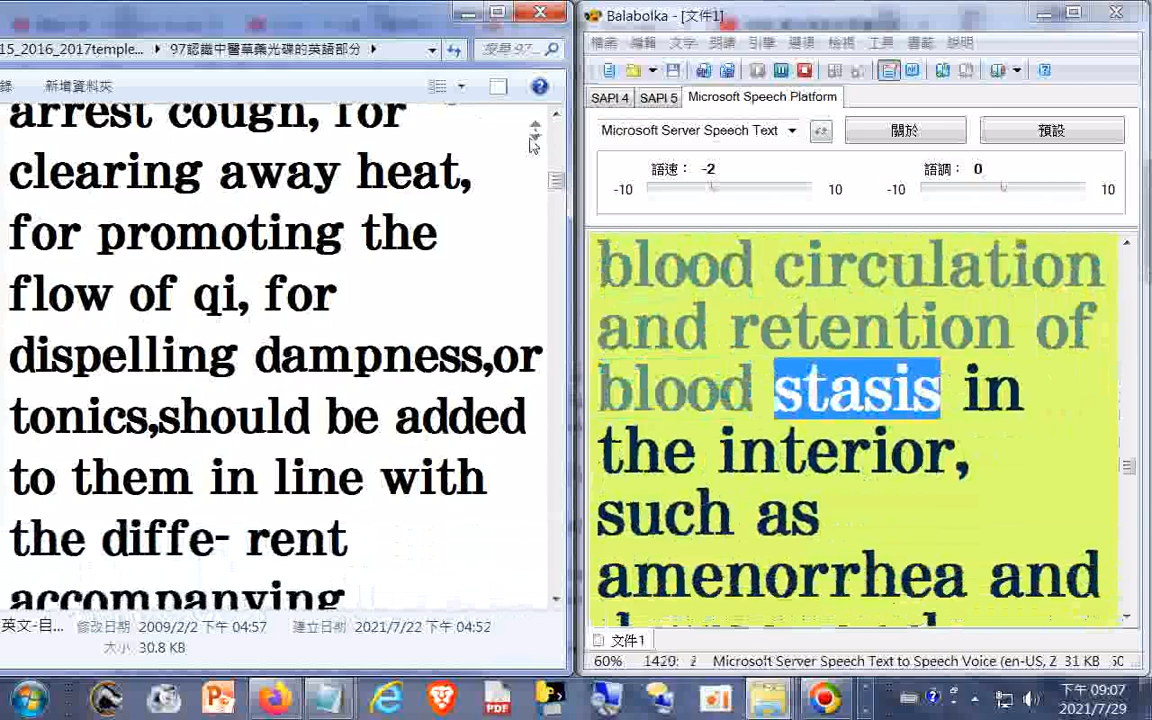 15_2016_2017temple...
97認識中醫草藥光碟的英語部分
搜尋 97...
錄
新增資料夾
arrest cough, for
clearing away heat,
for promoting the
flow of qi, for
dispelling dampness,or
tonics,should be added
to them in line with
the diffe- rent
accompanying
英文-自...
修改日期 2009/2/2 下午 04:57
建立日期 2021/7/22 下午 04:52
大小 30.8 KB
Balabolka - [文件1]
檔案 編輯 文字 朗讀 引擎 選項 檢視 工具 書籤 說明
SAPI 4
SAPI 5
Microsoft Speech Platform
Microsoft Server Speech Text
關於
預設
語速： -2
語調： 0
-10
10
-10
10
blood circulation
and retention of
blood stasis in
the interior,
such as
amenorrhea and
文件1
60%
1420: 2
Microsoft Server Speech Text to Speech Voice (en-US, Z
31 KB
下午 09:07
2021/7/29